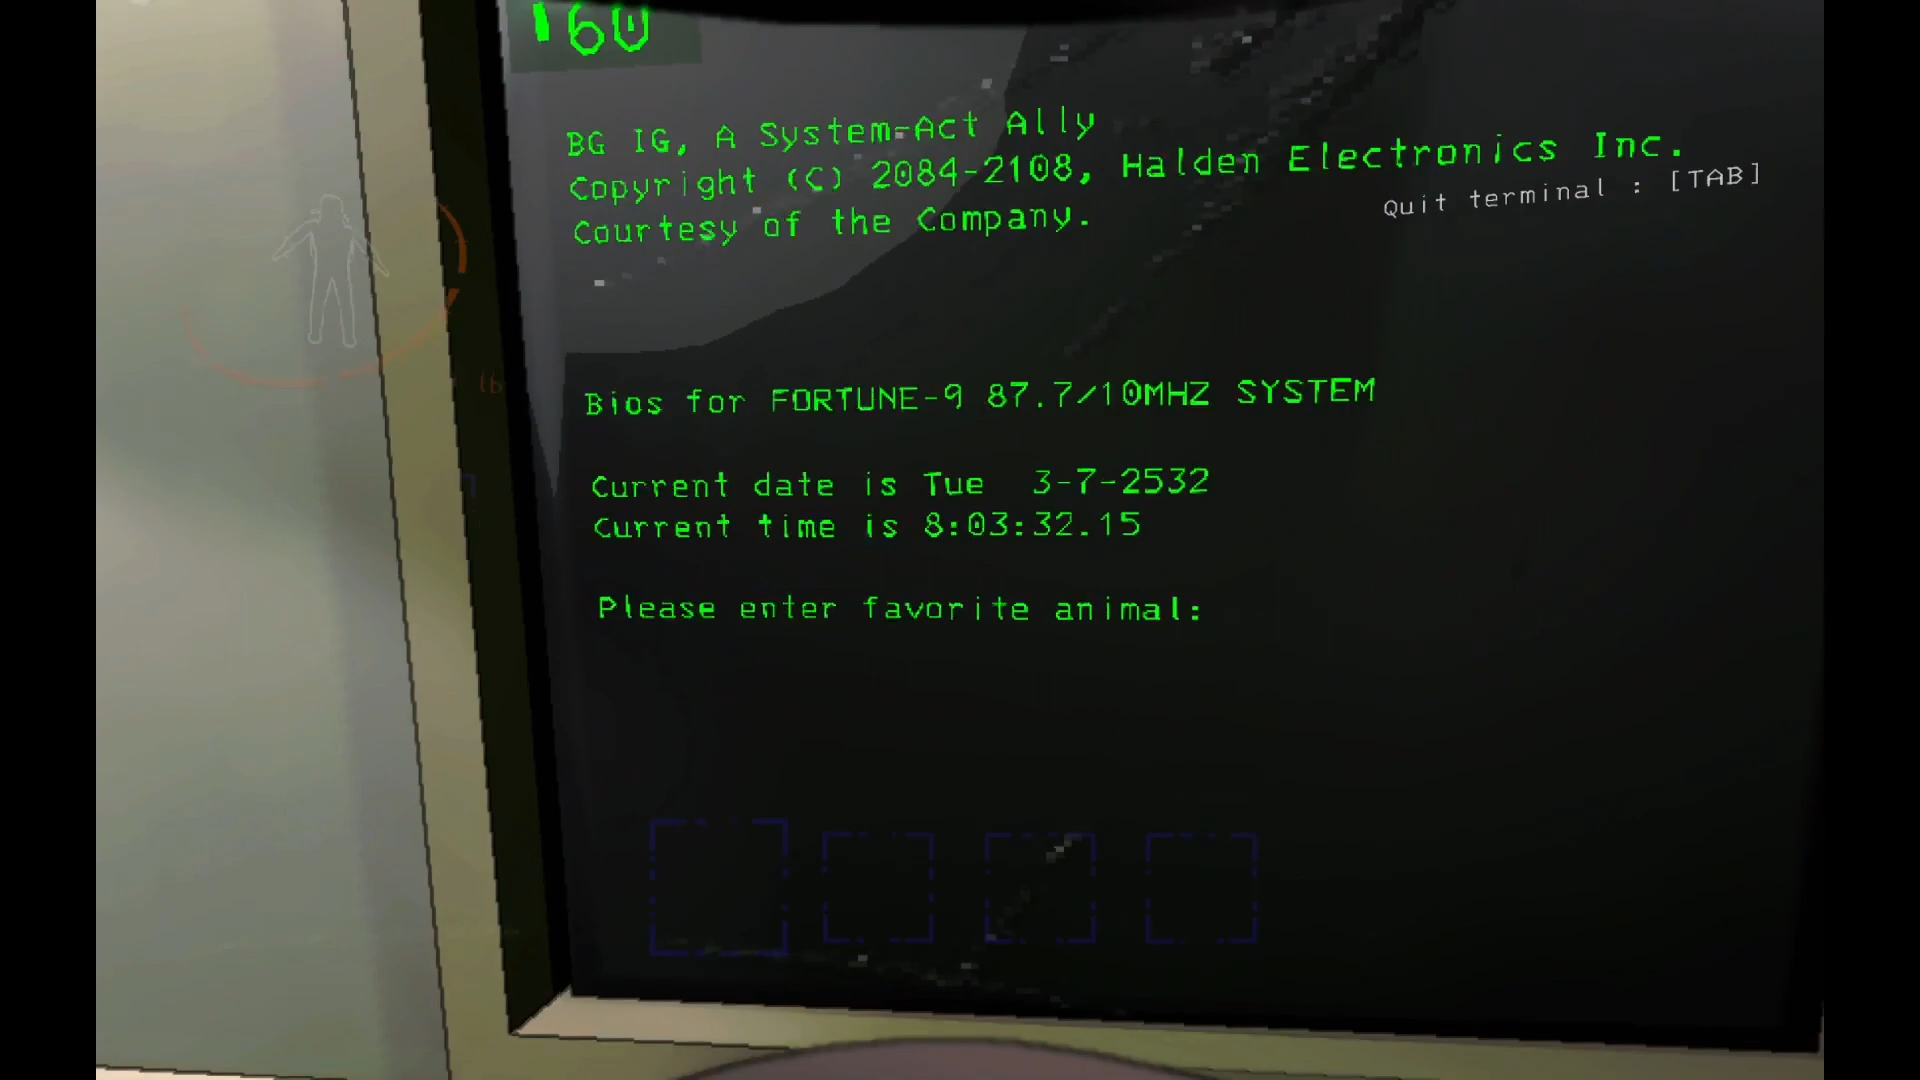 160
BG IG, A System-Act Ally
Copyright (C) 2084-2108, Halden Electronics Inc.
Courtesy of the Company.
Quit terminal : [TAB]
Bios for FORTUNE-9 87.7/10MHZ SYSTEM
Current date is Tue  3-7-2532
Current time is 8:03:32.15
Please enter favorite animal: